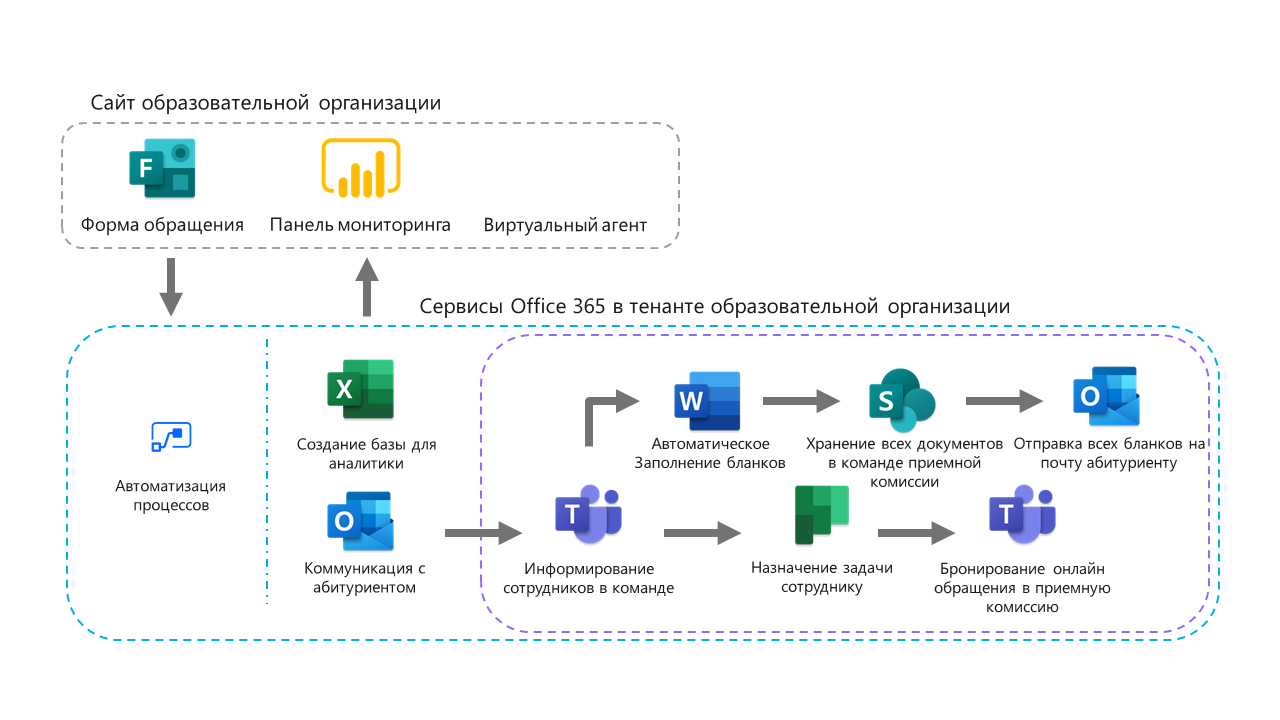 Сайт образовательной организации
F
Форма обращения
Панель мониторинга
Виртуальный агент
Сервисы Office 365 в тенанте образовательной организации
Автоматизация
процессов
X
Создание базы для
аналитики
O
Коммуникация с
абитуриентом
W
Автоматическое
Заполнение бланков
S
Хранение всех документов
в команде приемной
комиссии
O
Отправка всех бланков на
почту абитуриенту
T
Информирование
сотрудников в команде
Назначение задачи
сотруднику
T
Бронирование онлайн
обращения в приемную
комиссию